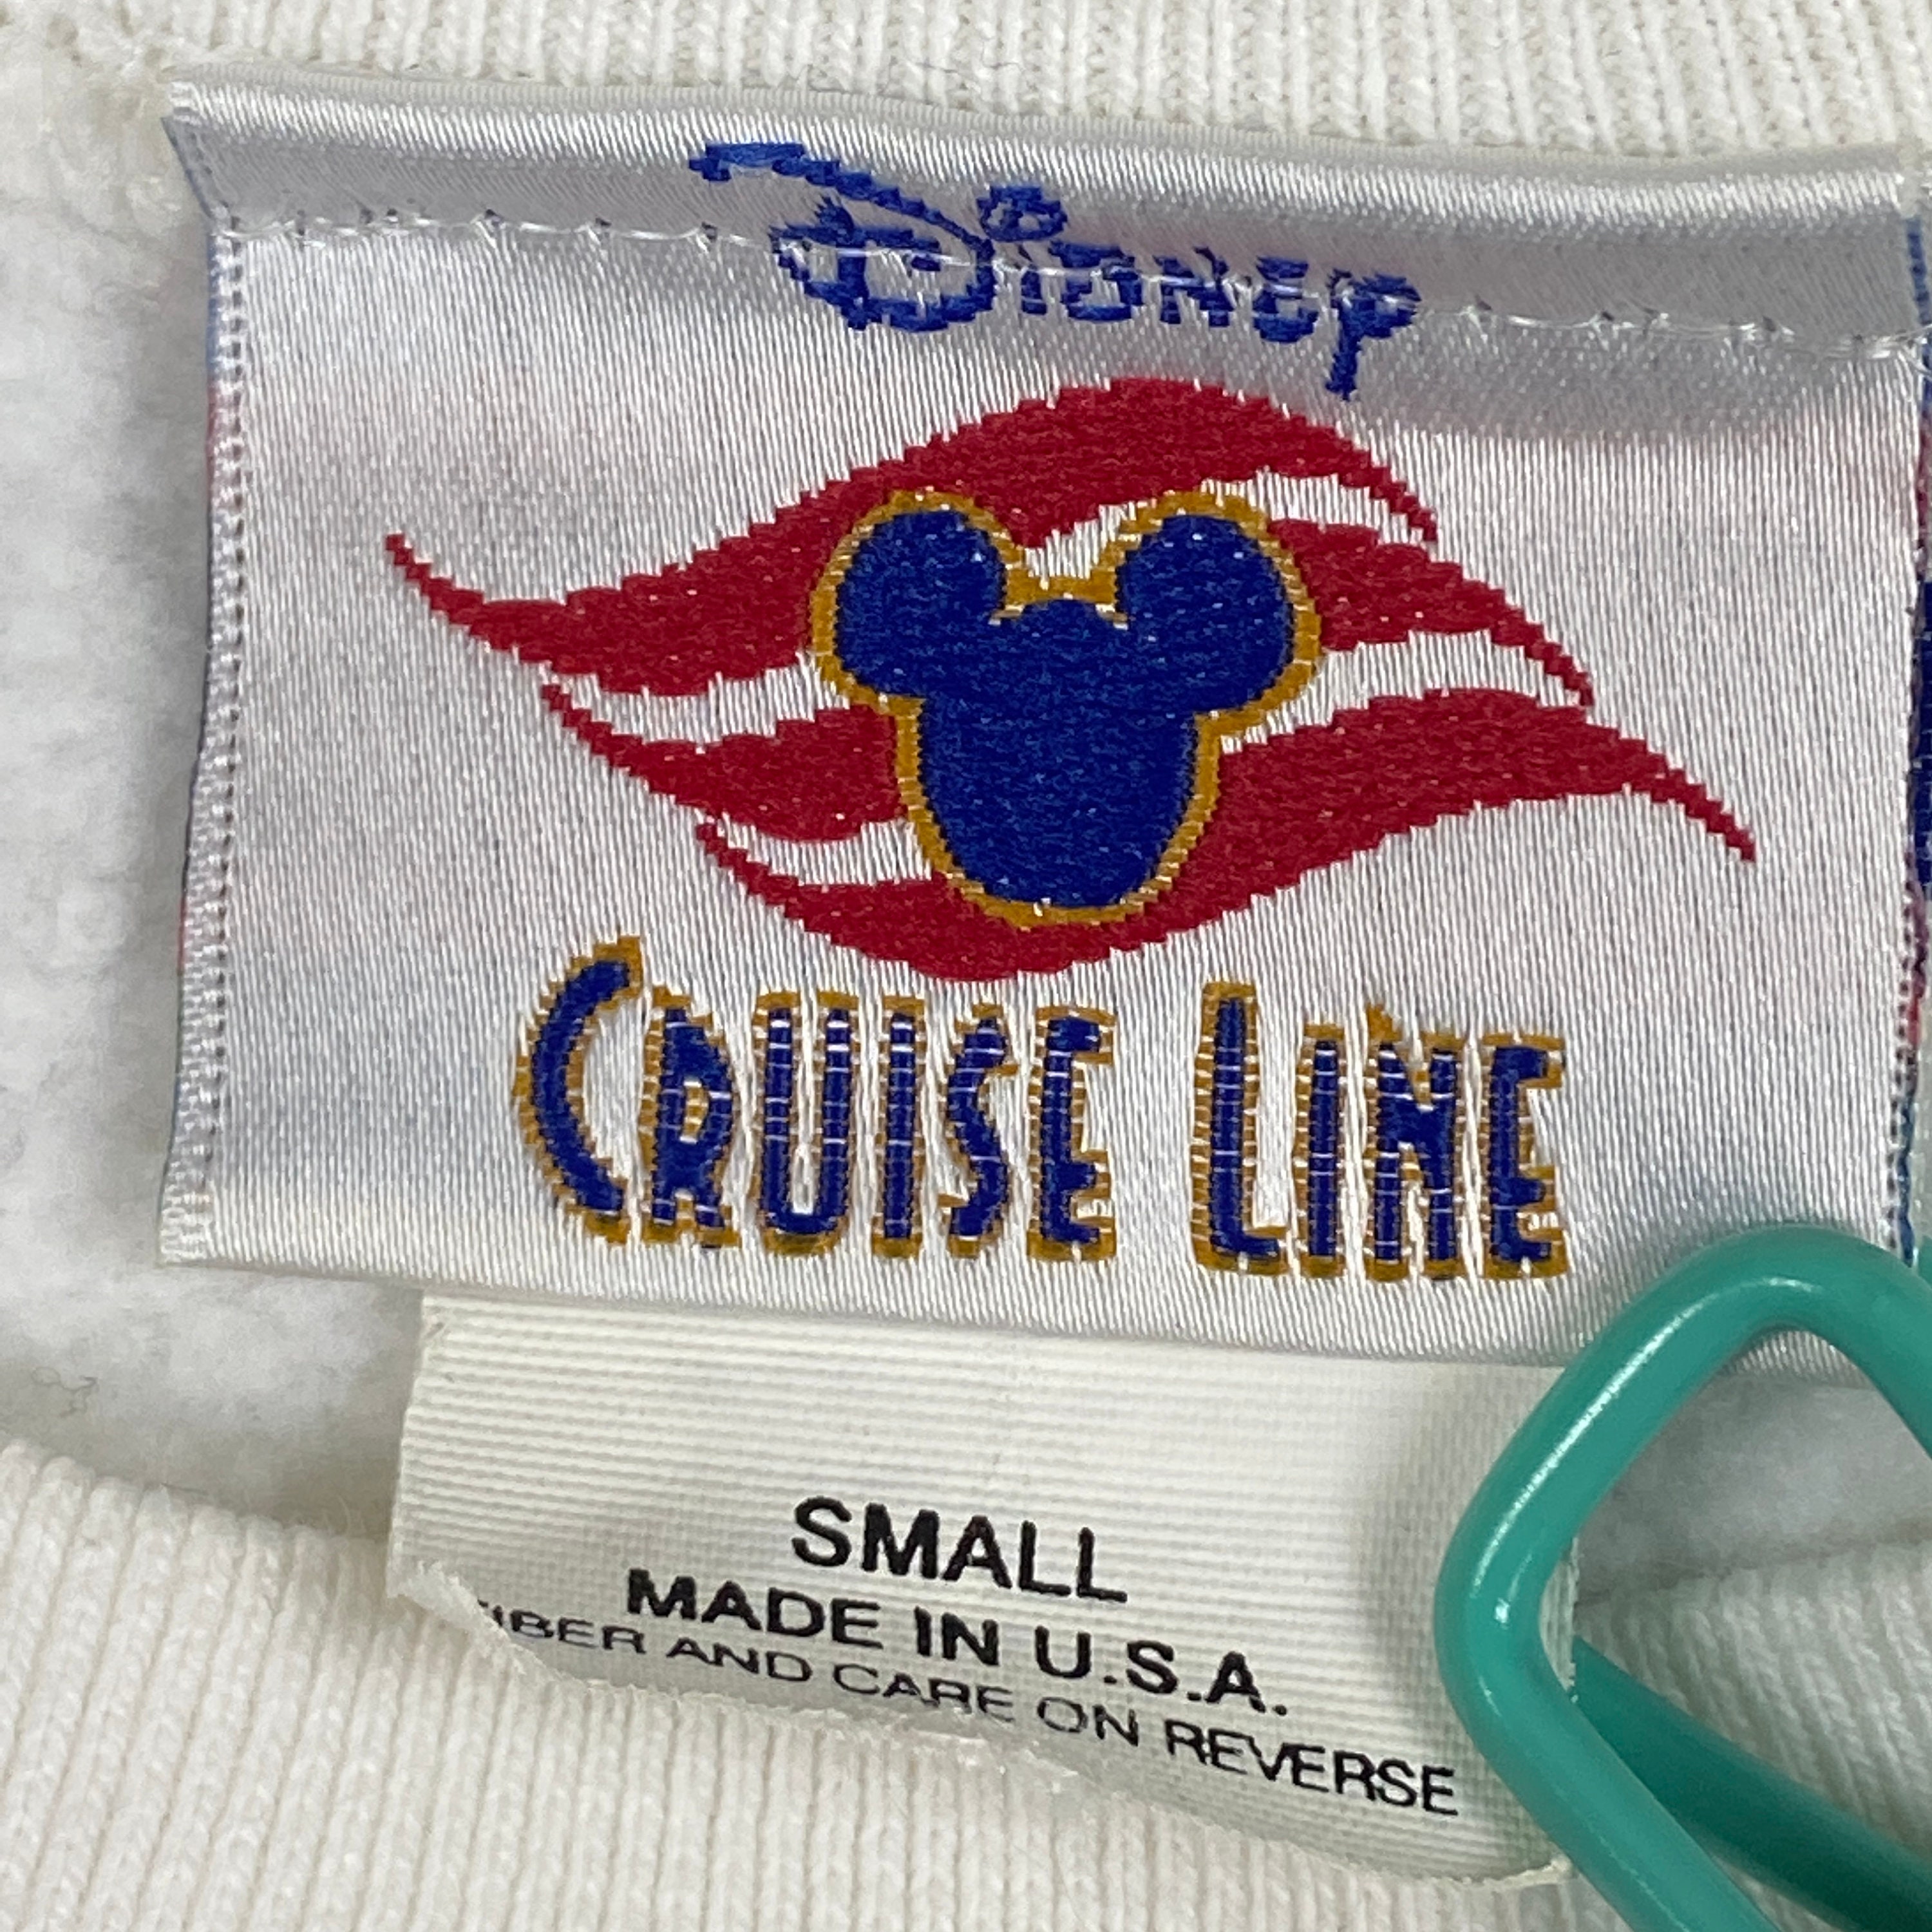 Disney
CRUISE LINE
SMALL
MADE IN U.S.A.
FIBER AND CARE ON REVERSE